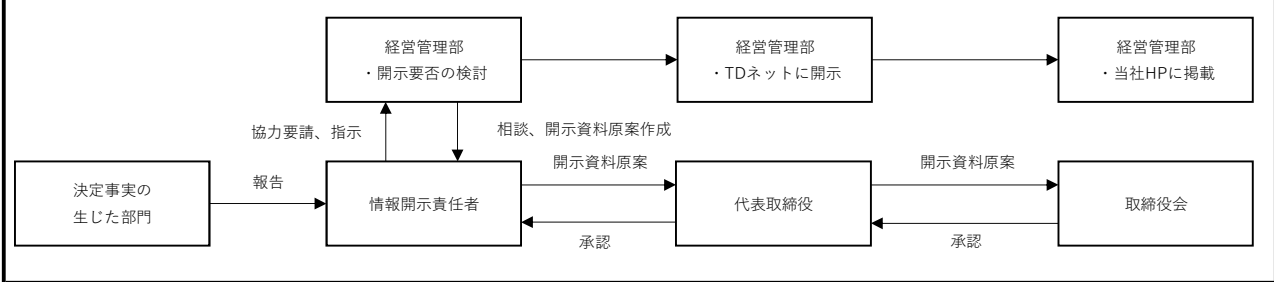 経営管理部
・開示要否の検討
経営管理部
・TDネットに開示
経営管理部
・当社HPに掲載
協力要請、指示
相談、開示資料原案作成
決定事実の
生じた部門
報告
情報開示責任者
開示資料原案
承認
代表取締役
開示資料原案
承認
取締役会